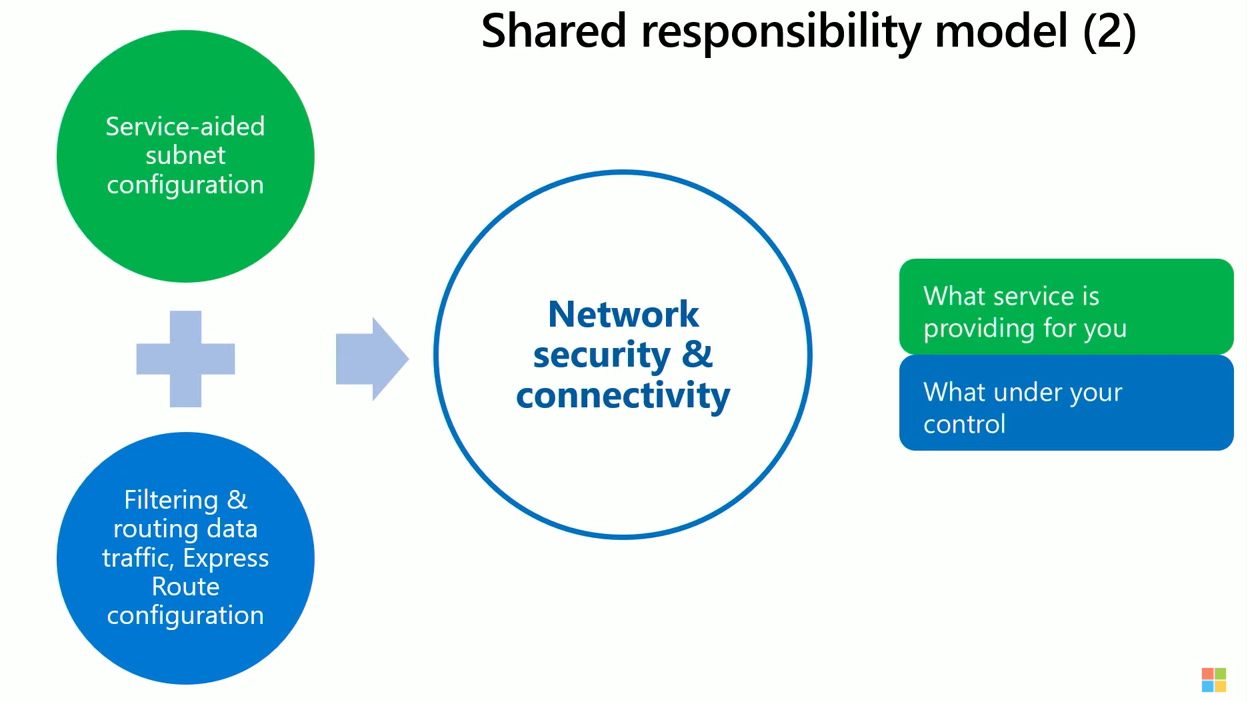 Shared responsibility model (2)
Service-aided
subnet
configuration
Filtering &
routing data
traffic, Express
Route
configuration
Network
security &
connectivity
What service is
providing for you
What under your
control